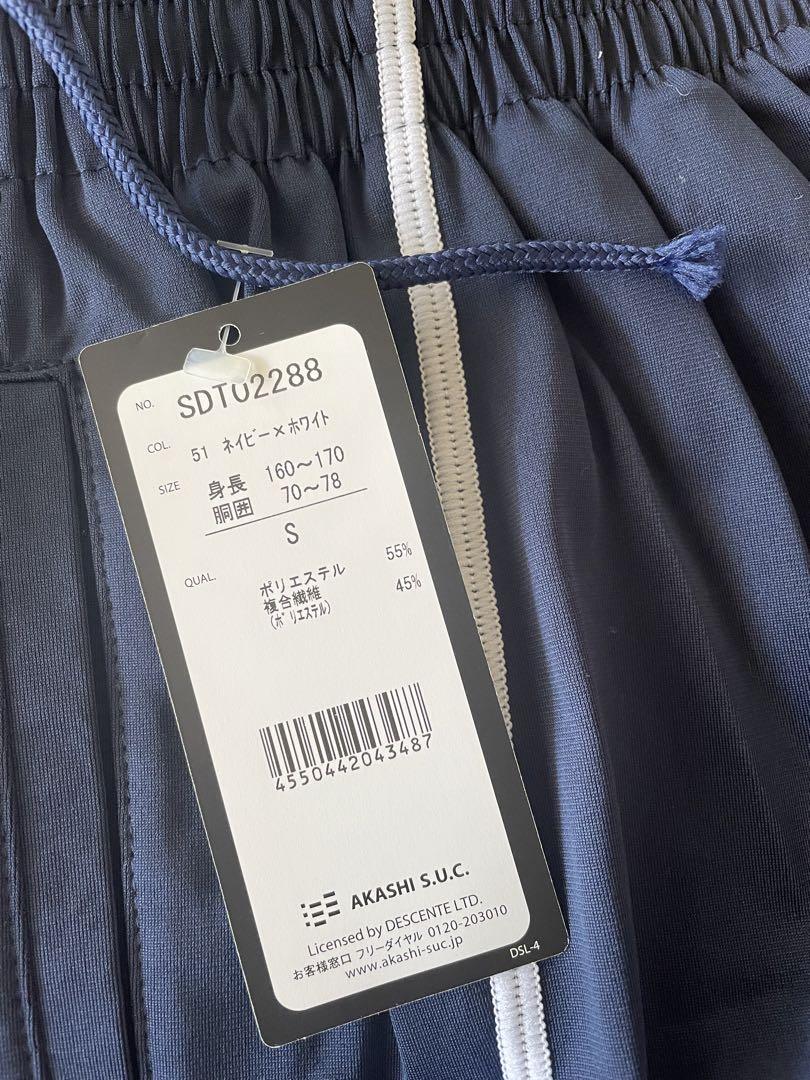 NO. SDT02288
COL. 51 ネイビー×ホワイト
SIZE 身長 160~170
胴囲 70~78
S
QUAL. ポリエステル 55%
複合繊維 45%
(ポリエステル)
4550442043487
AKASHI S.U.C.
Licensed by DESCENTE LTD.
お客様窓口 フリーダイヤル 0120-203010
www.akashi-suc.jp
DSL-4